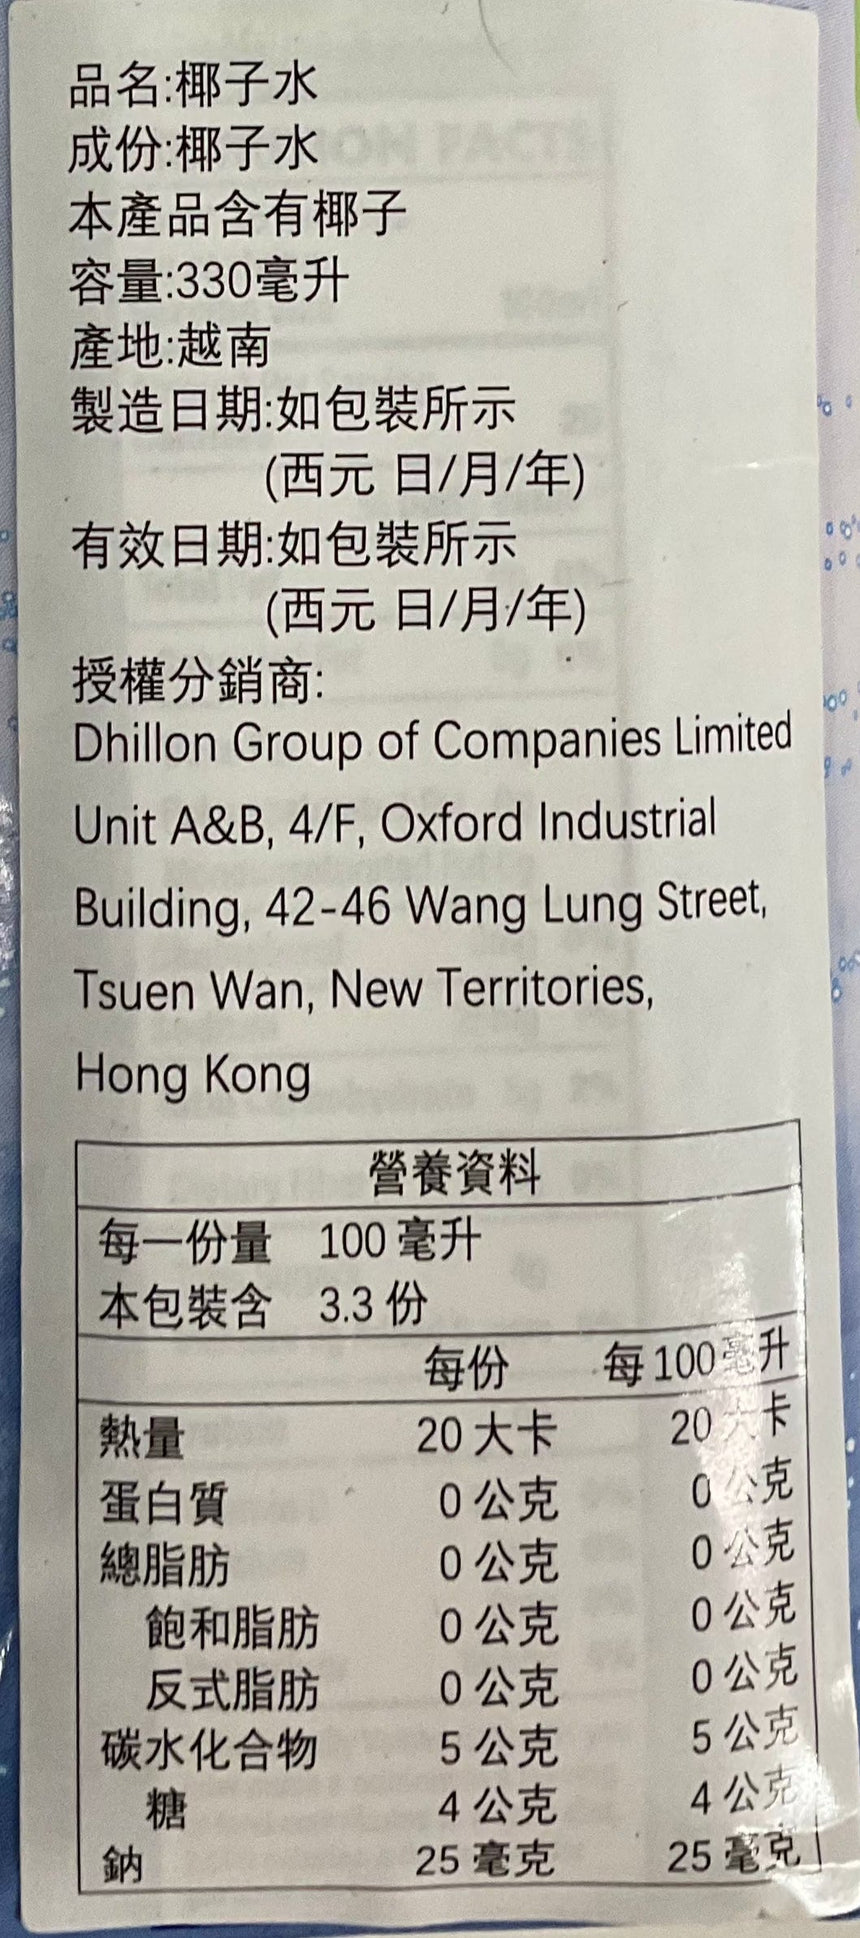 品名:椰子水
成份:椰子水
本產品含有椰子
容量:330毫升
產地:越南
製造日期:如包裝所示
(西元 日/月/年)
有效日期:如包裝所示
(西元 日/月/年)
授權分銷商:
Dhillon Group of Companies Limited
Unit A&B, 4/F, Oxford Industrial
Building, 42-46 Wang Lung Street,
Tsuen Wan, New Territories,
Hong Kong
營養資料
每一份量 100 毫升
本包裝含 3.3 份
每份 每100毫升
熱量 20 大卡 20 大卡
蛋白質 0 公克 0 公克
總脂肪 0 公克 0 公克
飽和脂肪 0 公克 0 公克
反式脂肪 0 公克 0 公克
碳水化合物 5 公克 5 公克
糖 4 公克 4 公克
鈉 25 毫克 25 毫克